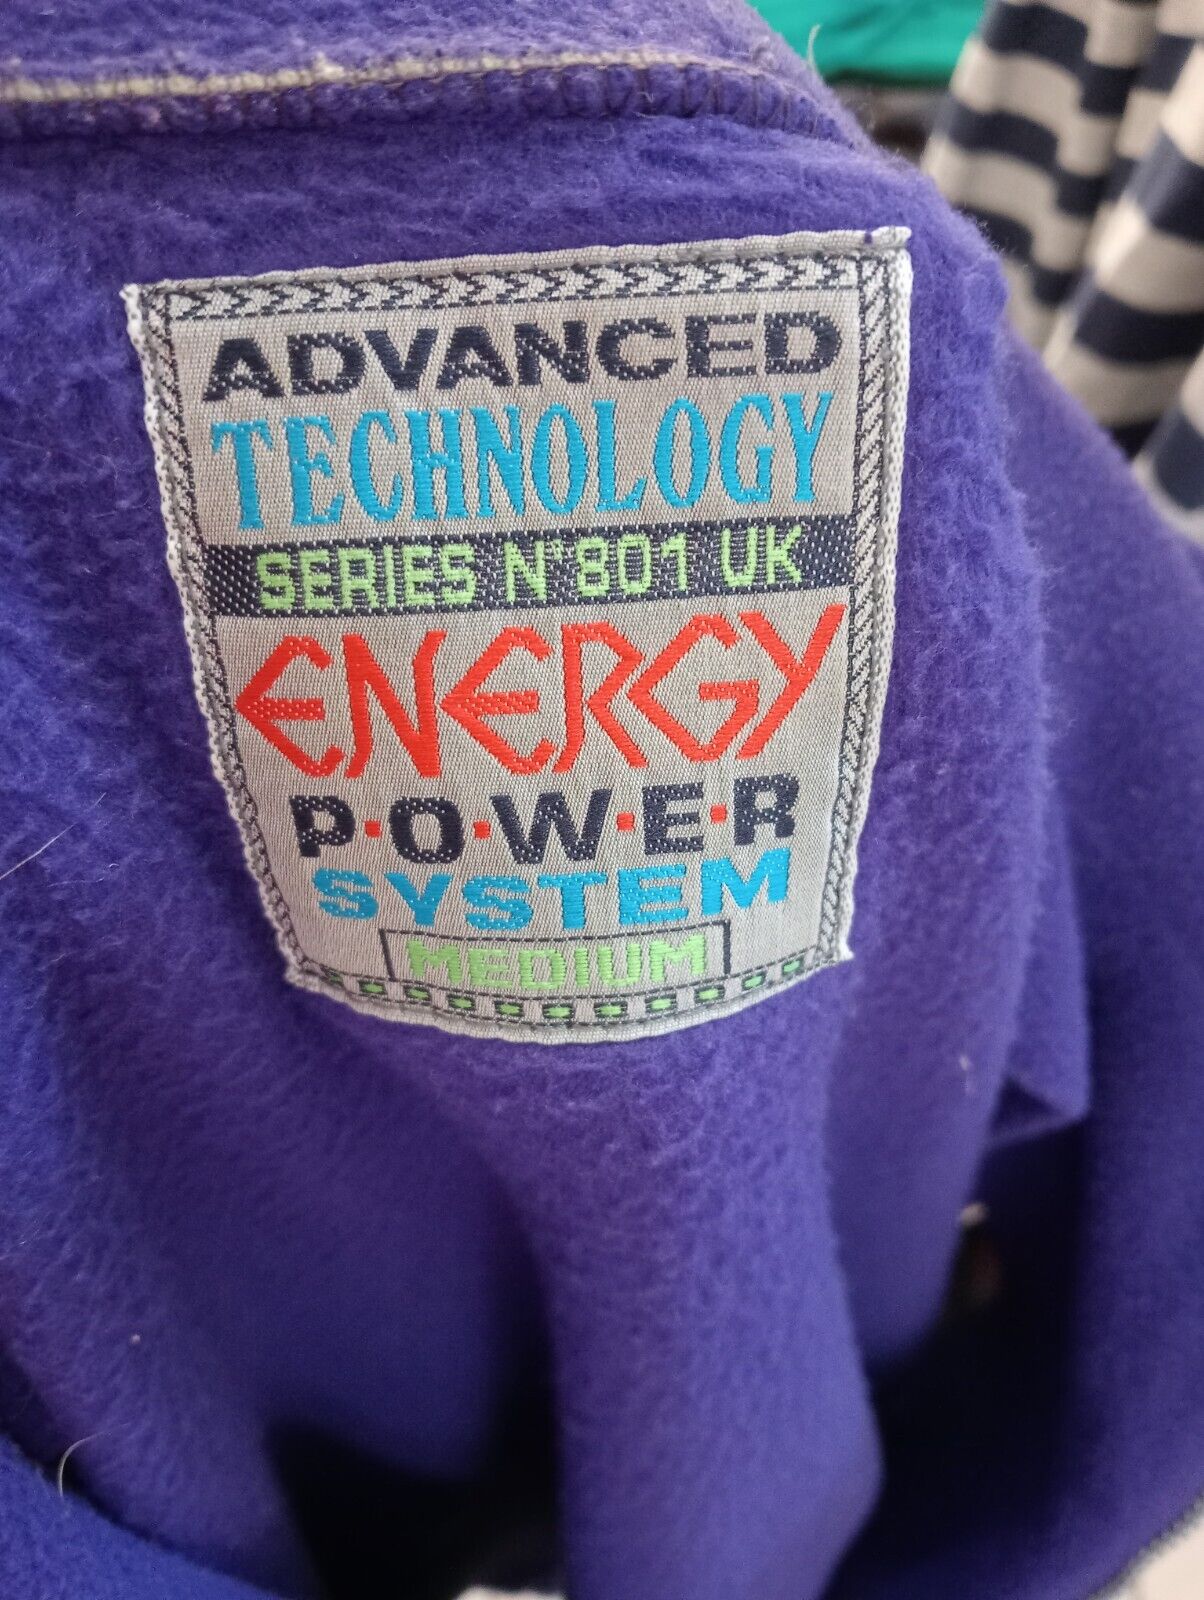 ADVANCED
TECHNOLOGY
SERIES N°801 UK
ENERGY
P·O·W·E·R
SYSTEM
MEDIUM